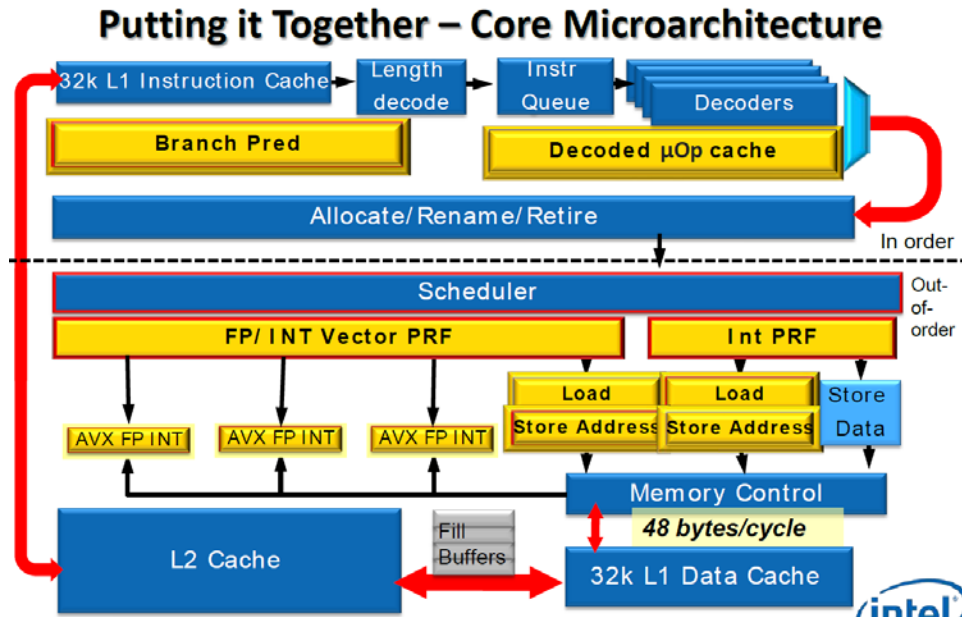 Putting it Together – Core Microarchitecture
32k L1 Instruction Cache
Length
decode
Instr
Queue
Decoders
Branch Pred
Decoded µOp cache
Allocate/Rename/Retire
In order
Scheduler
Out-
of-
order
FP/ INT Vector PRF
Int PRF
Load
Store Address
Load
Store Address
Store
Data
AVX FP INT
AVX FP INT
AVX FP INT
Memory Control
48 bytes/cycle
L2 Cache
Fill
Buffers
32k L1 Data Cache
intel